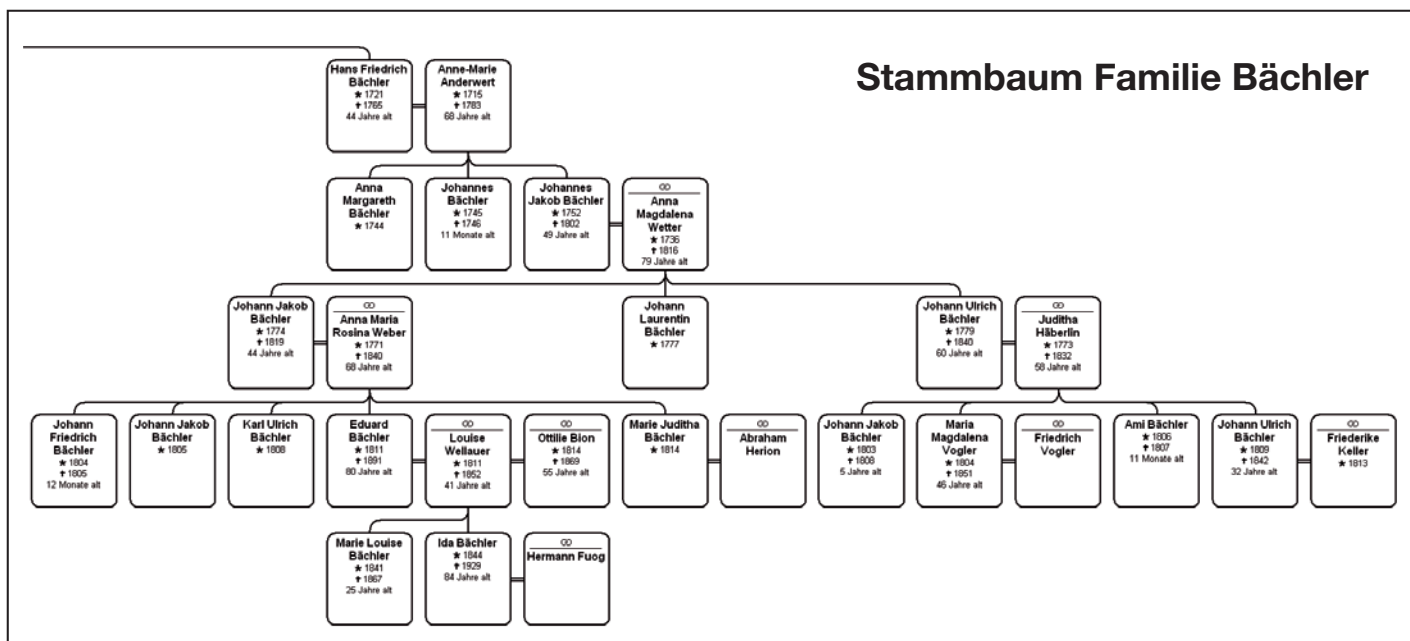 Stammbaum Familie Bächler
Hans Friedrich
Bächler
★ 1721
† 1765
44 Jahre alt
Anne-Marie
Anderwert
★ 1715
† 1783
68 Jahre alt
Anna
Margareth
Bächler
★ 1744
Johannes
Bächler
★ 1745
† 1746
11 Monate alt
Johannes
Jakob Bächler
★ 1752
† 1802
49 Jahre alt
⚭
Anna
Magdalena
Wetter
★ 1736
† 1816
79 Jahre alt
Johann Jakob
Bächler
★ 1774
† 1819
44 Jahre alt
⚭
Anna Maria
Rosina Weber
★ 1771
† 1840
68 Jahre alt
Johann
Laurentin
Bächler
★ 1777
Johann Ulrich
Bächler
★ 1779
† 1840
60 Jahre alt
⚭
Juditha
Häberlin
★ 1773
† 1832
58 Jahre alt
Johann
Friedrich
Bächler
★ 1804
† 1805
12 Monate alt
Johann Jakob
Bächler
★ 1805
Karl Ulrich
Bächler
★ 1808
Eduard
Bächler
★ 1811
† 1891
80 Jahre alt
⚭
Louise
Wellauer
★ 1811
† 1852
41 Jahre alt
⚭
Ottilie Bion
★ 1814
† 1869
55 Jahre alt
Marie Juditha
Bächler
★ 1814
⚭
Abraham
Herion
Johann Jakob
Bächler
★ 1803
† 1808
5 Jahre alt
Maria
Magdalena
Vogler
★ 1804
† 1851
46 Jahre alt
⚭
Friedrich
Vogler
Ami Bächler
★ 1806
† 1807
11 Monate alt
Johann Ulrich
Bächler
★ 1809
† 1842
32 Jahre alt
⚭
Friederike
Keller
★ 1813
Marie Louise
Bächler
★ 1841
† 1867
25 Jahre alt
Ida Bächler
★ 1844
† 1929
84 Jahre alt
⚭
Hermann Fuog